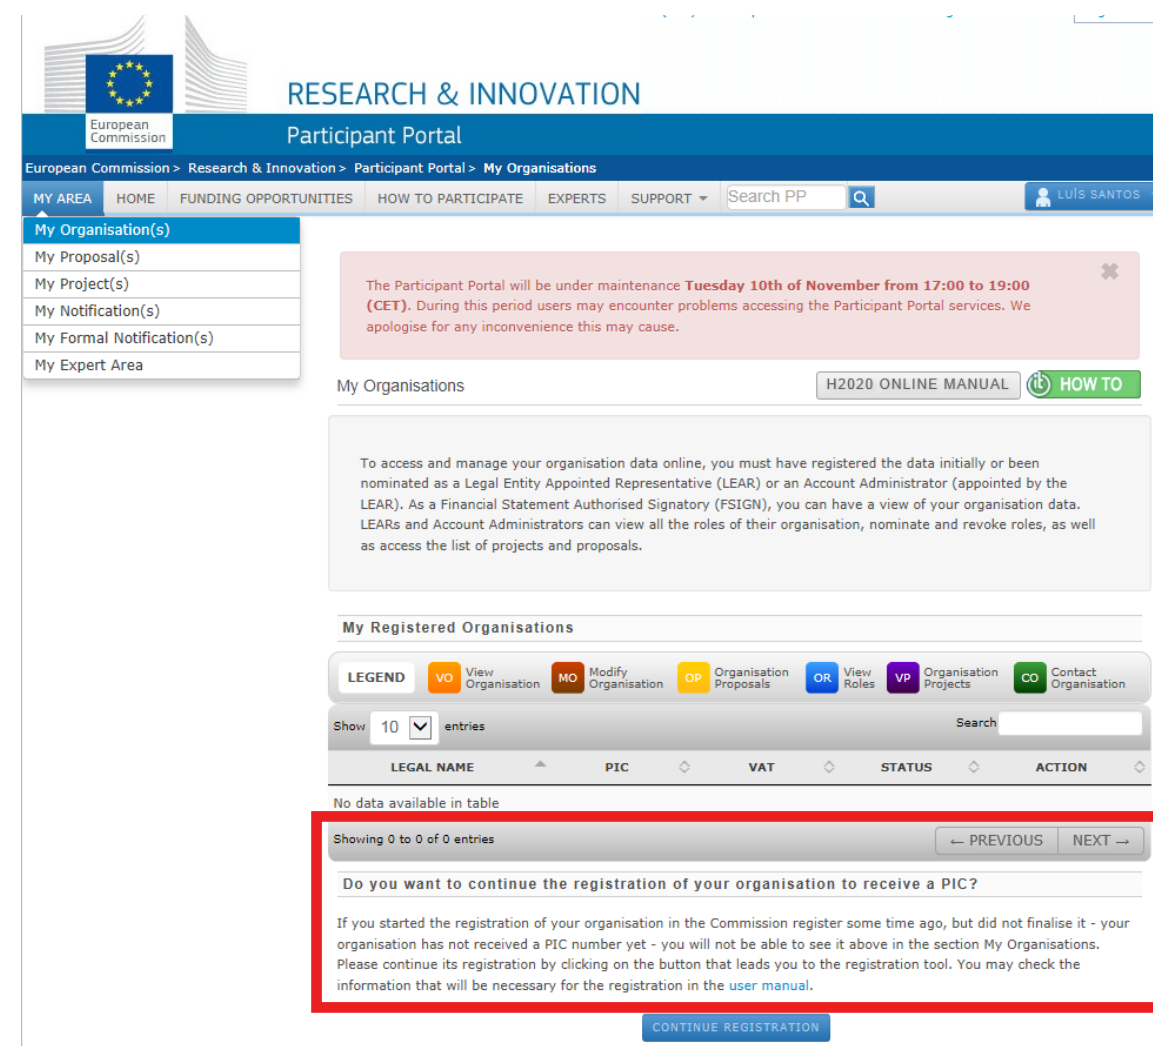 RESEARCH & INNOVATION
European
Commission
Participant Portal
European Commission > Research & Innovation > Participant Portal > My Organisations
MY AREA HOME FUNDING OPPORTUNITIES HOW TO PARTICIPATE EXPERTS SUPPORT Search PP LUÍS SANTOS
My Organisation(s)
My Proposal(s)
My Project(s)
My Notification(s)
My Formal Notification(s)
My Expert Area
The Participant Portal will be under maintenance Tuesday 10th of November from 17:00 to 19:00
(CET). During this period users may encounter problems accessing the Participant Portal services. We
apologise for any inconvenience this may cause.
My Organisations H2020 ONLINE MANUAL HOW TO
To access and manage your organisation data online, you must have registered the data initially or been
nominated as a Legal Entity Appointed Representative (LEAR) or an Account Administrator (appointed by the
LEAR). As a Financial Statement Authorised Signatory (FSIGN), you can have a view of your organisation data.
LEARs and Account Administrators can view all the roles of their organisation, nominate and revoke roles, as well
as access the list of projects and proposals.
My Registered Organisations
LEGEND VO View Organisation MO Modify Organisation OP Organisation Proposals OR View Roles VP Organisation Projects CO Contact Organisation
Show 10 entries Search
LEGAL NAME PIC VAT STATUS ACTION
No data available in table
Showing 0 to 0 of 0 entries ← PREVIOUS NEXT →
Do you want to continue the registration of your organisation to receive a PIC?
If you started the registration of your organisation in the Commission register some time ago, but did not finalise it - your
organisation has not received a PIC number yet - you will not be able to see it above in the section My Organisations.
Please continue its registration by clicking on the button that leads you to the registration tool. You may check the
information that will be necessary for the registration in the user manual.
CONTINUE REGISTRATION